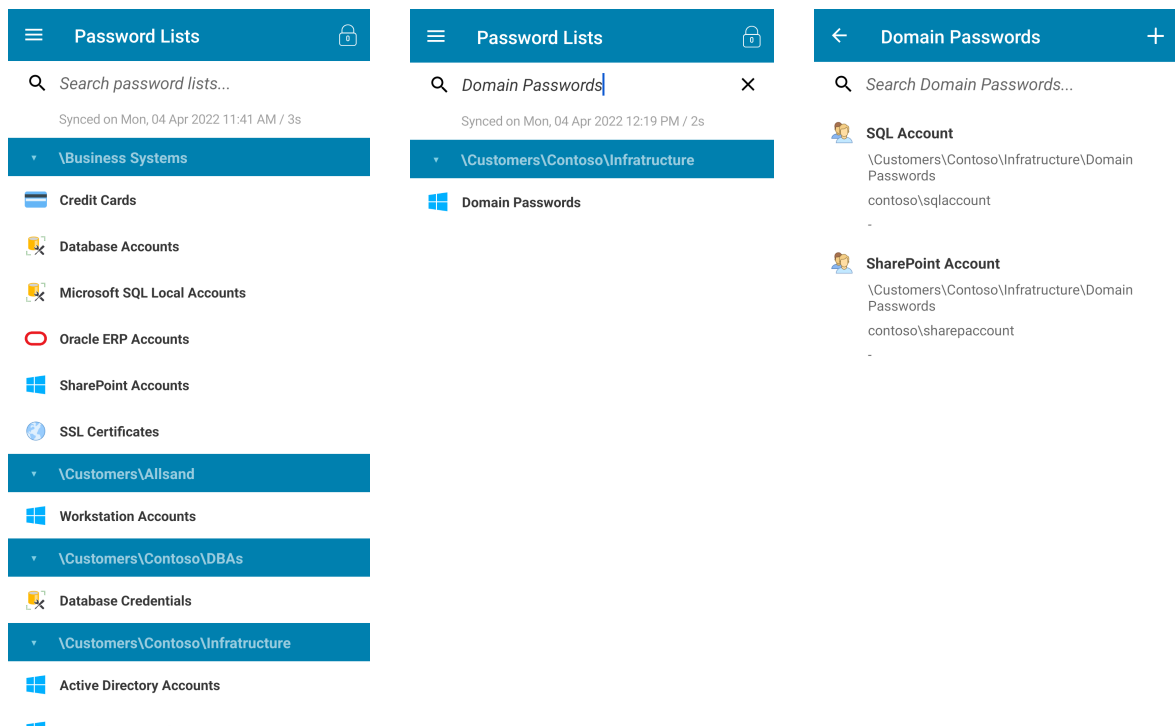 Password Lists
0
Search password lists...
Synced on Mon, 04 Apr 2022 11:41 AM / 3s
\Business Systems
Credit Cards
Database Accounts
Microsoft SQL Local Accounts
Oracle ERP Accounts
SharePoint Accounts
SSL Certificates
\Customers\Allsand
Workstation Accounts
\Customers\Contoso\DBAs
Database Credentials
\Customers\Contoso\Infratructure
Active Directory Accounts
Password Lists
0
Domain Passwords
Synced on Mon, 04 Apr 2022 12:19 PM / 2s
\Customers\Contoso\Infratructure
Domain Passwords
Domain Passwords
Search Domain Passwords...
SQL Account
\Customers\Contoso\Infratructure\Domain
Passwords
contoso\sqlaccount
-
SharePoint Account
\Customers\Contoso\Infratructure\Domain
Passwords
contoso\sharepaccount
-